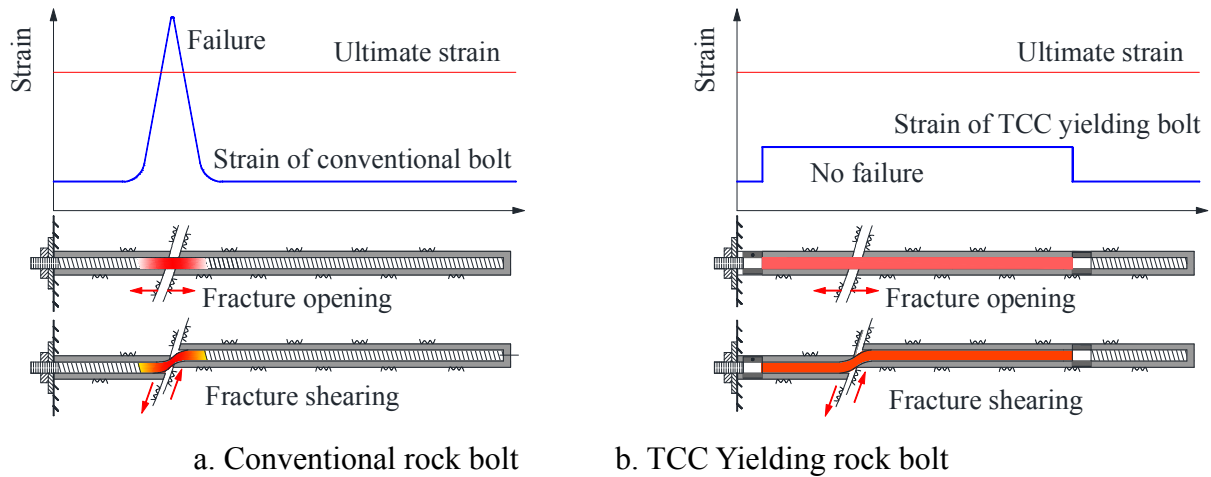 Strain
Failure
Ultimate strain
Strain of conventional bolt
Fracture opening
Fracture shearing
a. Conventional rock bolt
Strain
Ultimate strain
Strain of TCC yielding bolt
No failure
Fracture opening
Fracture shearing
b. TCC Yielding rock bolt